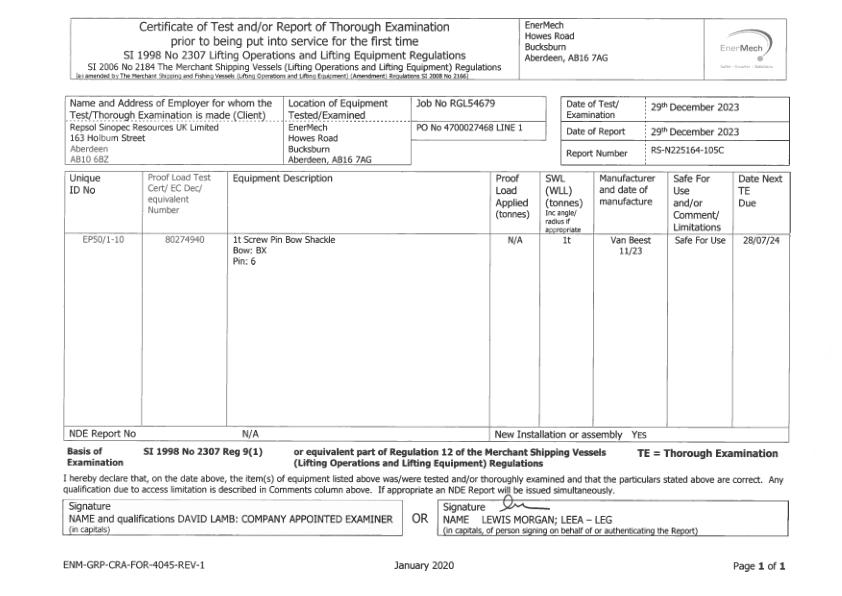 Certificate of Test and/or Report of Thorough Examination
prior to being put into service for the first time
SI 1998 No 2307 Lifting Operations and Lifting Equipment Regulations
SI 2006 No 2184 The Merchant Shipping Vessels (Lifting Operations and Lifting Equipment) Regulations
(as amended by The Merchant Shipping and Fishing Vessels (Lifting Operations and Lifting Equipment) (Amendment) Regulations SI 2008 No 2166)
EnerMech
Howes Road
Bucksburn
Aberdeen, AB16 7AG
EnerMech
Name and Address of Employer for whom the
Test/Thorough Examination is made (Client)
Repsol Sinopec Resources UK Limited
163 Holburn Street
Aberdeen
AB10 6BZ
Location of Equipment
Tested/Examined
EnerMech
Howes Road
Bucksburn
Aberdeen, AB16 7AG
Job No RGL54679
PO No 4700027468 LINE 1
Date of Test/
Examination
29th December 2023
Date of Report
29th December 2023
Report Number
RS-N225164-105C
Unique
ID No
Proof Load Test
Cert/ EC Dec/
equivalent
Number
Equipment Description
Proof
Load
Applied
(tonnes)
SWL
(WLL)
(tonnes)
Inc angle/
radius if
appropriate
Manufacturer
and date of
manufacture
Safe For
Use
and/or
Comment/
Limitations
Date Next
TE
Due
EP50/1-10
80274940
1t Screw Pin Bow Shackle
Bow: BX
Pin: 6
N/A
1t
Van Beest
11/23
Safe For Use
28/07/24
NDE Report No N/A
New Installation or assembly YES
Basis of
Examination
SI 1998 No 2307 Reg 9(1)
or equivalent part of Regulation 12 of the Merchant Shipping Vessels
(Lifting Operations and Lifting Equipment) Regulations
TE = Thorough Examination
I hereby declare that, on the date above, the item(s) of equipment listed above was/were tested and/or thoroughly examined and that the particulars stated above are correct. Any
qualification due to access limitation is described in Comments column above. If appropriate an NDE Report will be issued simultaneously.
Signature
NAME and qualifications DAVID LAMB: COMPANY APPOINTED EXAMINER
(in capitals)
OR
Signature
NAME LEWIS MORGAN; LEEA – LEG
(in capitals, of person signing on behalf of or authenticating the Report)
ENM-GRP-CRA-FOR-4045-REV-1
January 2020
Page 1 of 1